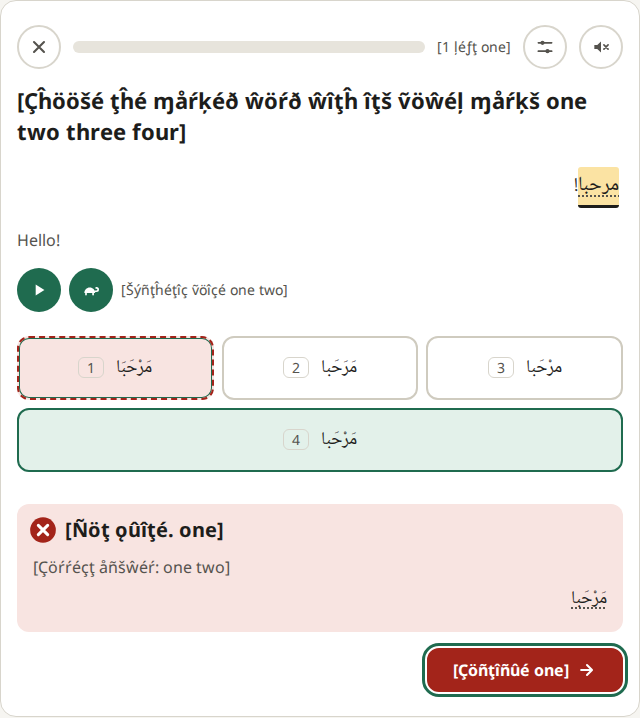 [1 ļéƒţ one]
[Çĥööšé ţĥé ɱåŕķéð ŵöŕð ŵîţĥ îţš ṽöŵéļ ɱåŕķš one two three four]
مرحبا!
Hello!
[Šýñţĥéţîç ṽöîçé one two]
1 مَرْحَبَا
2 مَرَحَبا
3 مرْحَبا
4 مَرْحَبا
[Ñöţ ǫûîţé. one]
[Çöŕŕéçţ åñšŵéŕ: one two]
مَرْحَبا
[Çöñţîñûé one]